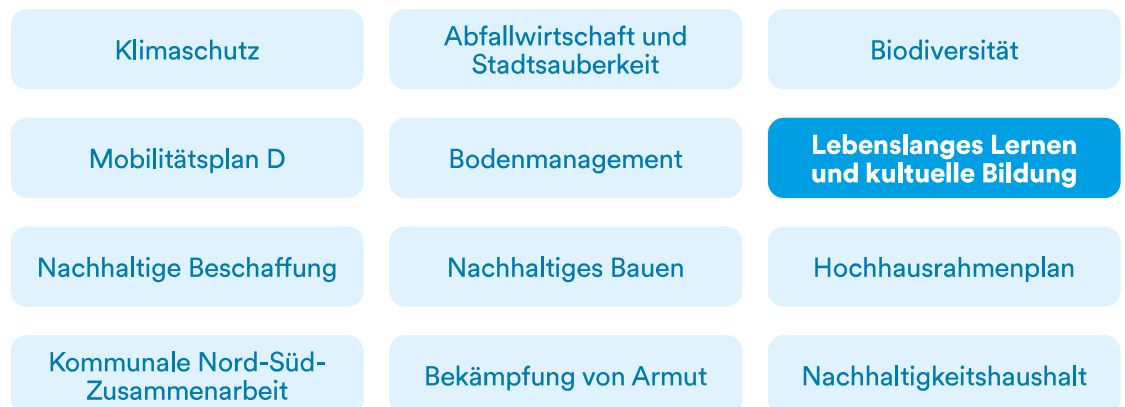 Klimaschutz
Abfallwirtschaft und
Stadtsauberkeit
Biodiversität
Mobilitätsplan D
Bodenmanagement
Lebenslanges Lernen
und kultuelle Bildung
Nachhaltige Beschaffung
Nachhaltiges Bauen
Hochhausrahmenplan
Kommunale Nord-Süd-
Zusammenarbeit
Bekämpfung von Armut
Nachhaltigkeitshaushalt